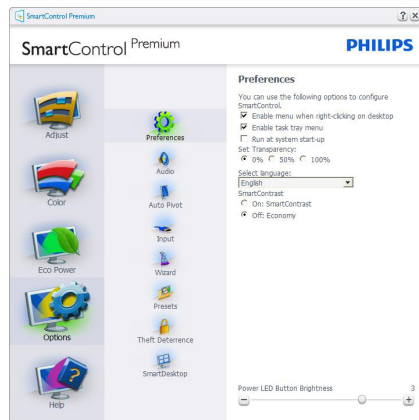 SmartControl Premium
? X
SmartControl Premium
PHILIPS
Adjust
Color
Eco Power
Options
Help
Preferences
Audio
Auto Pivot
Input
Wizard
Presets
Theft Deterrence
SmartDesktop
Preferences
You can use the following options to configure
SmartControl.
Enable menu when right-clicking on desktop
Enable task tray menu
Run at system start-up
Set Transparency:
0% 50% 100%
Select language:
English
SmartContrast
On: SmartContrast
Off: Economy
Power LED Button Brightness 3